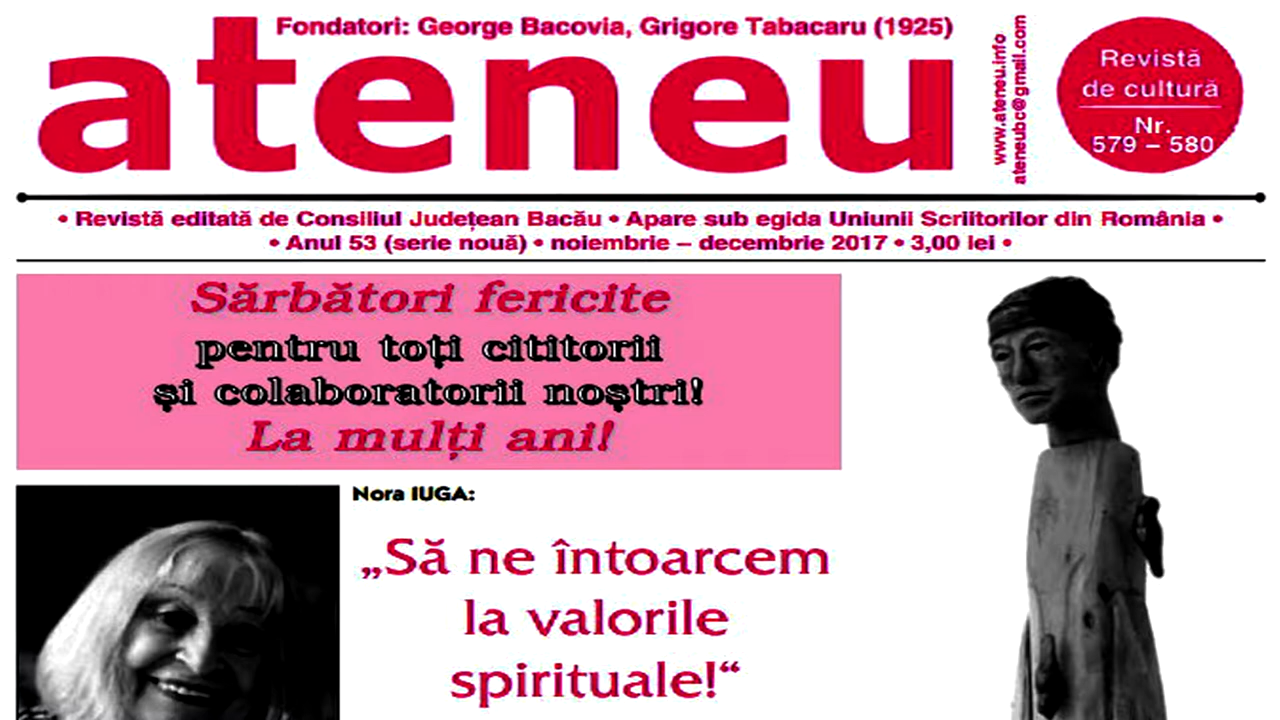 Fondatori: George Bacovia, Grigore Tabacaru (1925)
ateneu
www.ateneu.info
ateneubc@gmail.com
Revistă
de cultură
Nr.
579 – 580
• Revistă editată de Consiliul Județean Bacău • Apare sub egida Uniunii Scriitorilor din România •
• Anul 53 (serie nouă) • noiembrie – decembrie 2017 • 3,00 lei •
Sărbători fericite
pentru toți cititorii
și colaboratorii noștri!
La mulți ani!
Nora IUGA:
„Să ne întoarcem
la valorile
spirituale!“